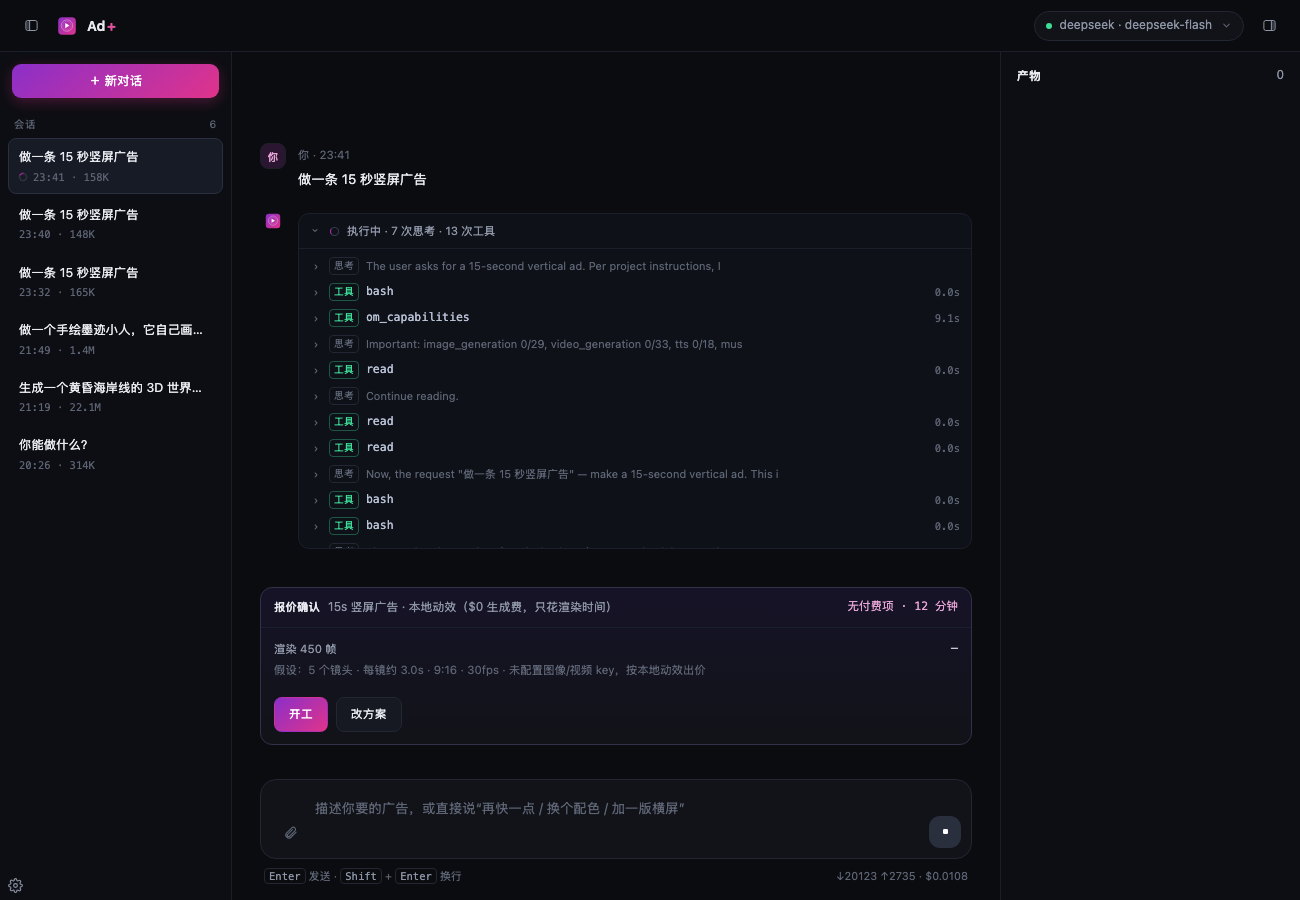 Ad+
deepseek · deepseek-flash
+ 新对话
会话 6
做一条 15 秒竖屏广告
23:41 · 158K
做一条 15 秒竖屏广告
23:40 · 148K
做一条 15 秒竖屏广告
23:32 · 165K
做一个手绘墨迹小人，它自己画...
21:49 · 1.4M
生成一个黄昏海岸线的 3D 世界...
21:19 · 22.1M
你能做什么?
20:26 · 314K
你 你 · 23:41
做一条 15 秒竖屏广告
执行中 · 7 次思考 · 13 次工具
思考 The user asks for a 15-second vertical ad. Per project instructions, I
工具 bash 0.0s
工具 om_capabilities 9.1s
思考 Important: image_generation 0/29, video_generation 0/33, tts 0/18, mus
工具 read 0.0s
思考 Continue reading.
工具 read 0.0s
工具 read 0.0s
思考 Now, the request "做一条 15 秒竖屏广告" — make a 15-second vertical ad. This i
工具 bash 0.0s
工具 bash 0.0s
报价确认 15s 竖屏广告 · 本地动效（$0 生成费，只花渲染时间） 无付费项 · 12 分钟
渲染 450 帧 —
假设：5 个镜头 · 每镜约 3.0s · 9:16 · 30fps · 未配置图像/视频 key，按本地动效出价
开工 改方案
描述你要的广告，或直接说“再快一点 / 换个配色 / 加一版横屏”
Enter 发送 · Shift + Enter 换行 ↓20123 ↑2735 · $0.0108
产物 0